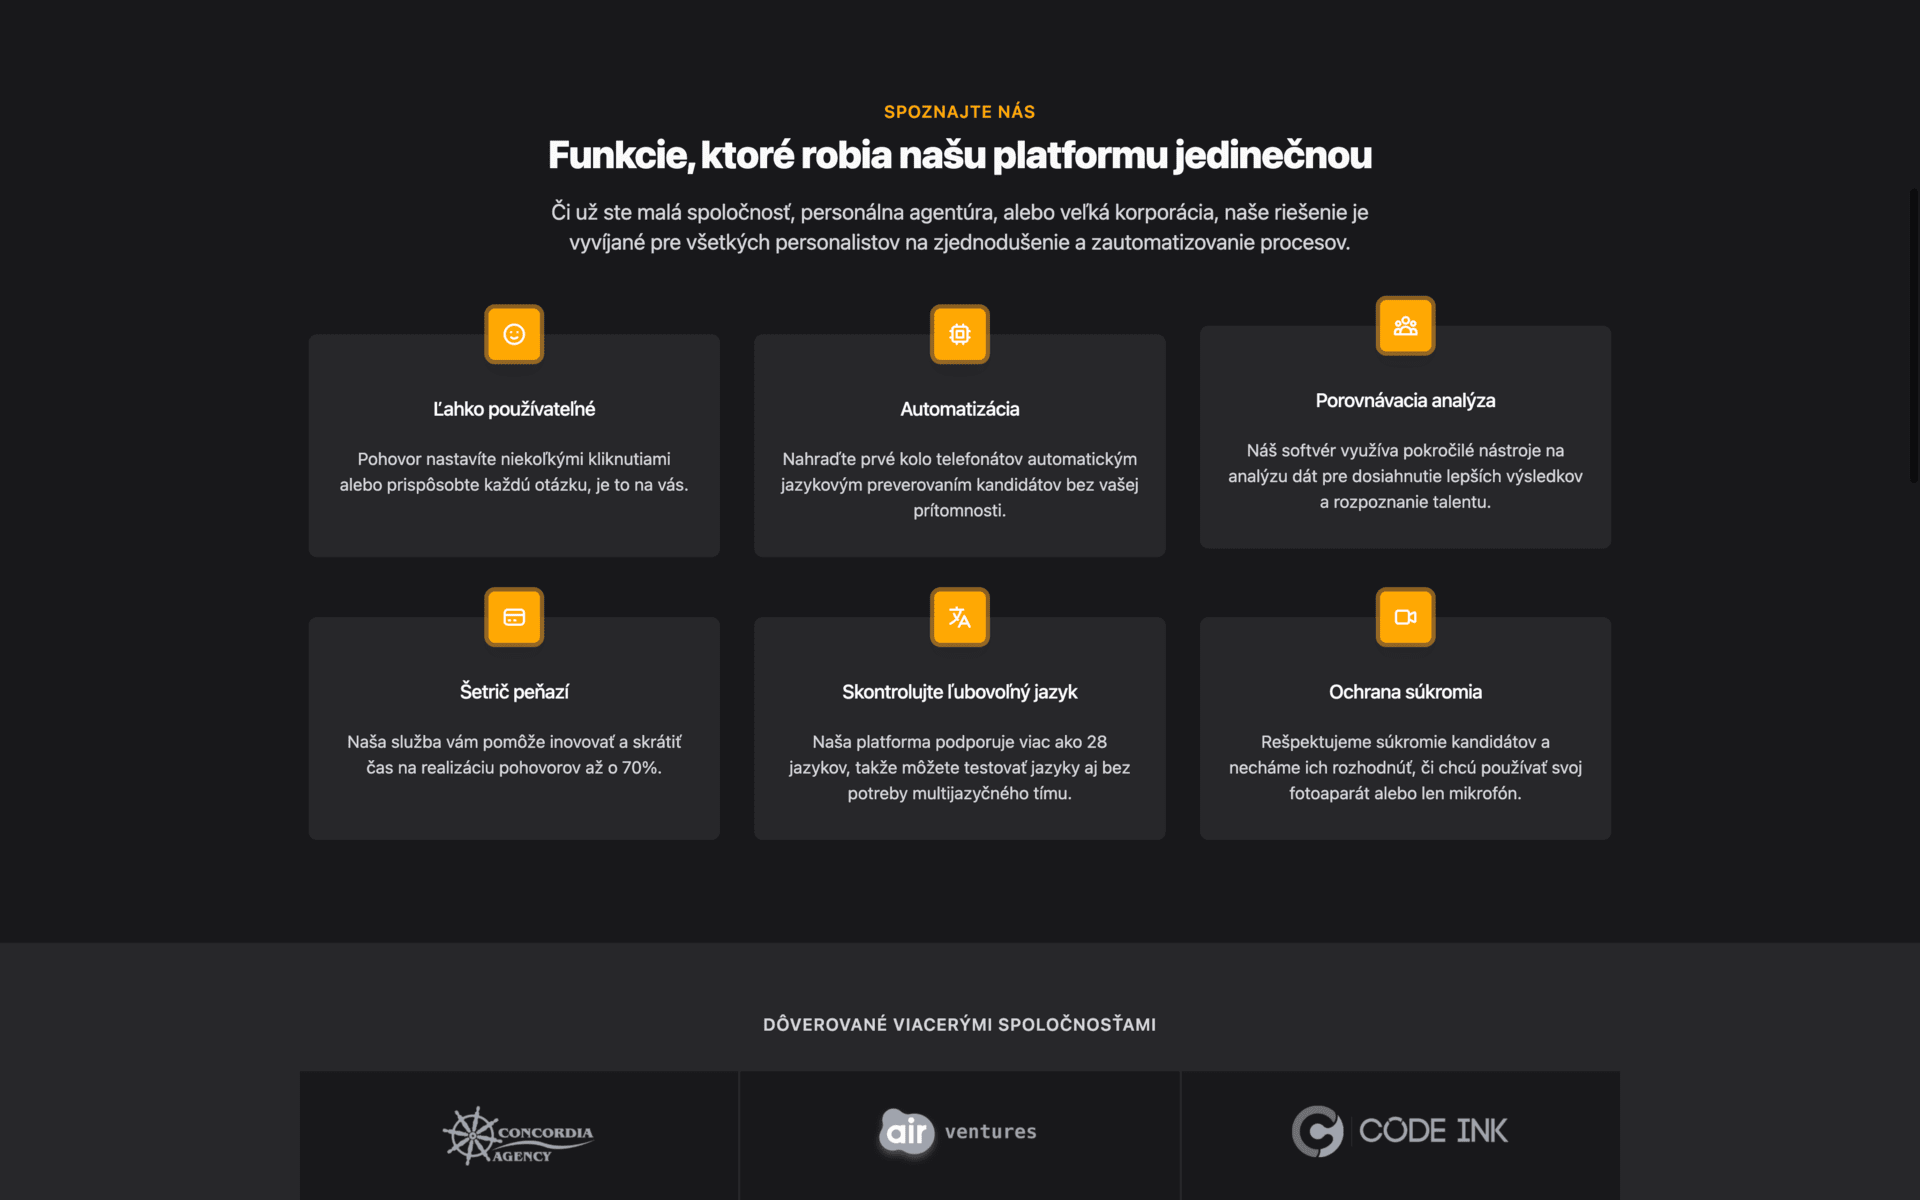 SPOZNAJTE NÁS
Funkcie, ktoré robia našu platformu jedinečnou
Či už ste malá spoločnosť, personálna agentúra, alebo veľká korporácia, naše riešenie je
vyvíjané pre všetkých personalistov na zjednodušenie a zautomatizovanie procesov.
Ľahko používateľné
Pohovor nastavíte niekoľkými kliknutiami
alebo prispôsobte každú otázku, je to na vás.
Automatizácia
Nahraďte prvé kolo telefonátov automatickým
jazykovým preverovaním kandidátov bez vašej
prítomnosti.
Porovnávacia analýza
Náš softvér využíva pokročilé nástroje na
analýzu dát pre dosiahnutie lepších výsledkov
a rozpoznanie talentu.
Šetrič peňazí
Naša služba vám pomôže inovovať a skrátiť
čas na realizáciu pohovorov až o 70%.
Skontrolujte ľubovoľný jazyk
Naša platforma podporuje viac ako 28
jazykov, takže môžete testovať jazyky aj bez
potreby multijazyčného tímu.
Ochrana súkromia
Rešpektujeme súkromie kandidátov a
necháme ich rozhodnúť, či chcú používať svoj
fotoaparát alebo len mikrofón.
DÔVEROVANÉ VIACERÝMI SPOLOČNOSŤAMI
CONCORDIA
AGENCY
air ventures
CODE INK